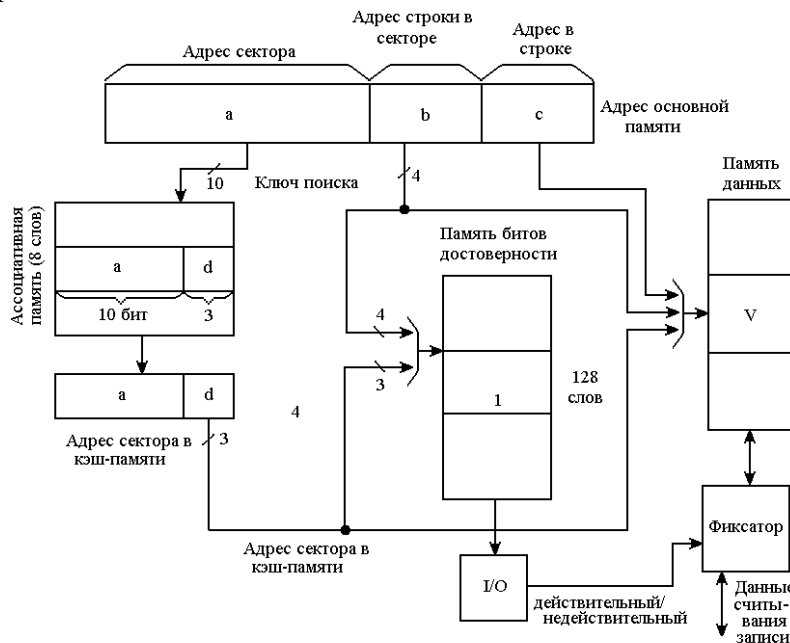 Адрес сектора
Адрес строки в
секторе
Адрес в
строке
a
b
c
Адрес основной
памяти
10
Ключ поиска
4
Память
данных
Ассоциативная
память (8 слов)
a
d
10 бит
3
Память битов
достоверности
4
3
1
128
слов
V
a
d
4
Адрес сектора в
кэш-памяти
3
Адрес сектора в
кэш-памяти
I/O
действительный/
недействительный
Фиксатор
Данные
считы-
вания
записи